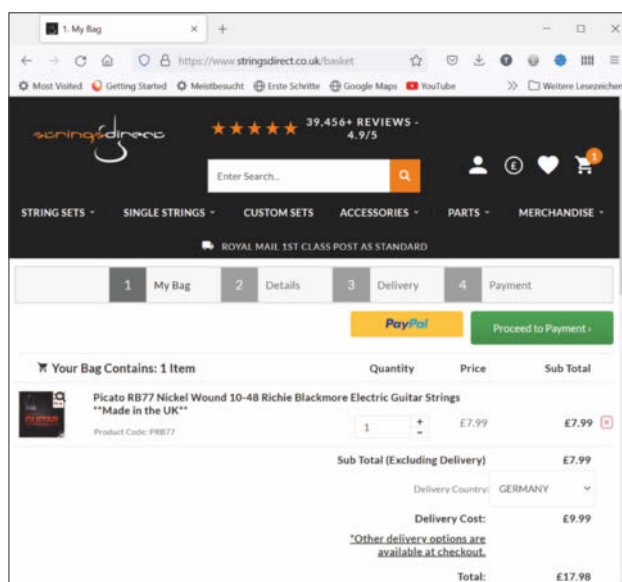 1. My Bag
https://www.stringsdirect.co.uk/basket
Most Visited Getting Started Meistbesucht Erste Schritte Google Maps YouTube Weitere Lesezeichen
stringsdirect
39,456+ REVIEWS -
4.9/5
Enter Search...
£
1
STRING SETS SINGLE STRINGS CUSTOM SETS ACCESSORIES PARTS MERCHANDISE
ROYAL MAIL 1ST CLASS POST AS STANDARD
1 My Bag 2 Details 3 Delivery 4 Payment
PayPal Proceed to Payment ›
Your Bag Contains: 1 Item Quantity Price Sub Total
Picato RB77 Nickel Wound 10-48 Richie Blackmore Electric Guitar Strings
**Made in the UK**
Product Code: PRB77
1 + - £7.99 £7.99
Sub Total (Excluding Delivery) £7.99
Delivery Country: GERMANY
Delivery Cost: £9.99
*Other delivery options are
available at checkout.
Total: £17.98